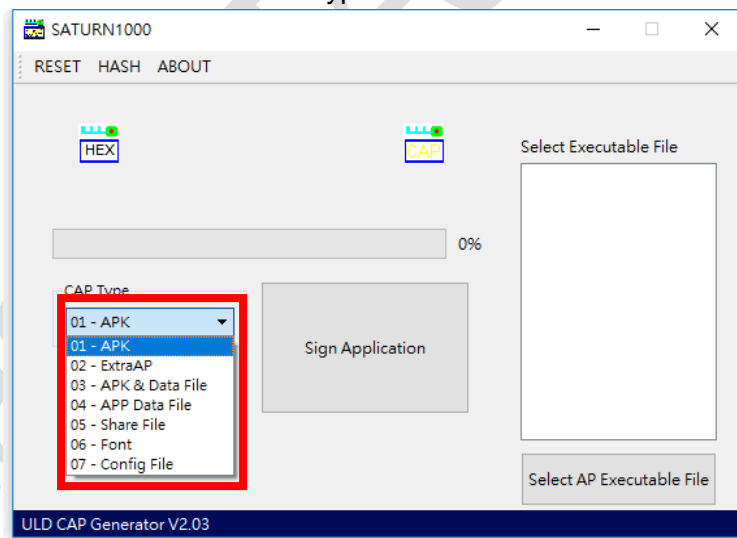 SATURN1000
RESET HASH ABOUT
HEX
CAP
Select Executable File
0%
CAP Type
01 - APK
01 - APK
02 - ExtraAP
03 - APK & Data File
04 - APP Data File
05 - Share File
06 - Font
07 - Config File
Sign Application
Select AP Executable File
ULD CAP Generator V2.03